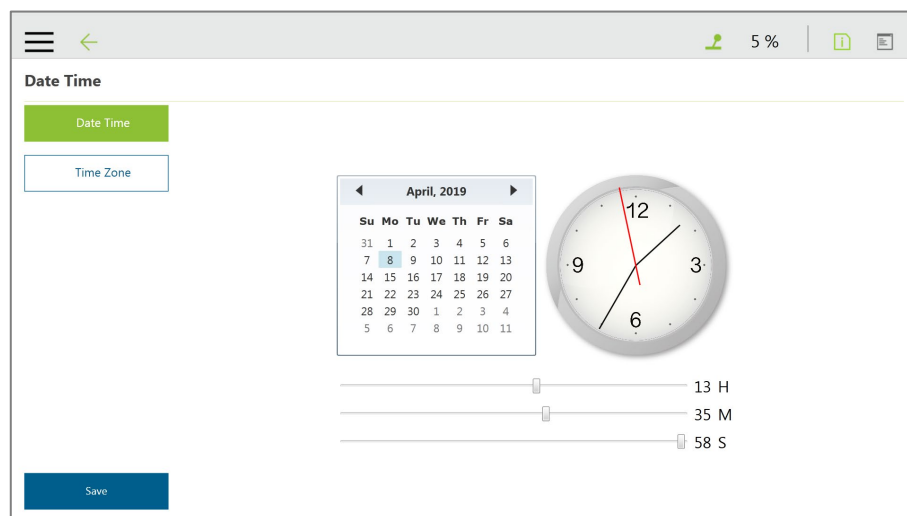 5 %
Date Time
Date Time
Time Zone
April, 2019
Su Mo Tu We Th Fr Sa
31 1 2 3 4 5 6
7 8 9 10 11 12 13
14 15 16 17 18 19 20
21 22 23 24 25 26 27
28 29 30 1 2 3 4
5 6 7 8 9 10 11
12
9 3
6
13 H
35 M
58 S
Save